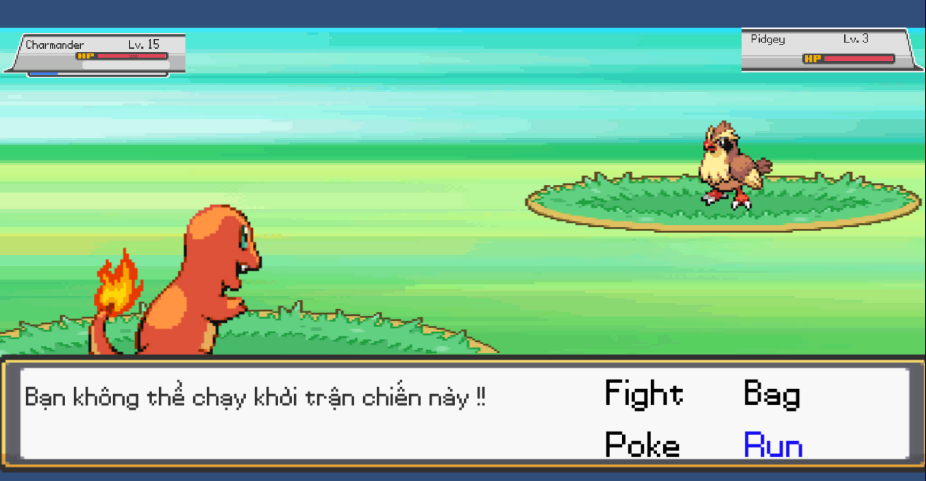 Charmander Lv. 15
HP
Pidgey Lv. 3
HP
Bạn không thể chạy khỏi trận chiến này !!
Fight Bag
Poke Run